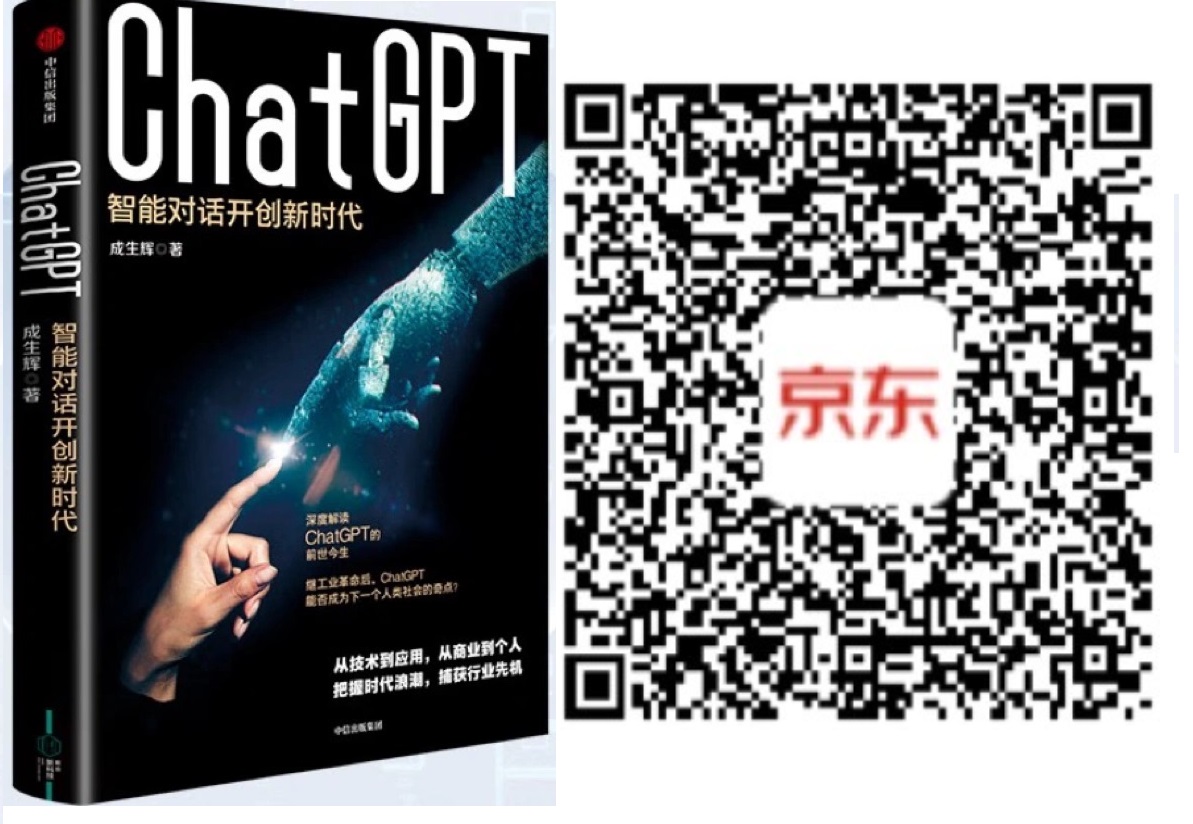 中信出版集团
ChatGPT
智能对话开创新时代
成生辉◎著
ChatGPT
智能对话开创新时代
成生辉◎著
深度解读
ChatGPT的
前世今生
继工业革命后，ChatGPT
能否成为下一个人类社会的奇点？
从技术到应用，从商业到个人
把握时代浪潮，捕获行业先机
中信出版集团
京东